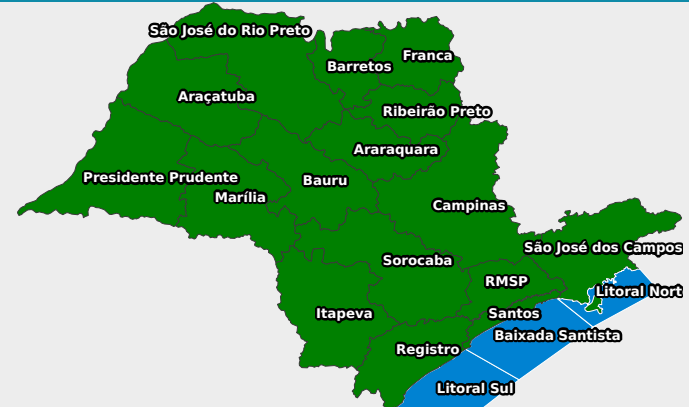 São José do Rio Preto
Franca
Barretos
Araçatuba
Ribeirão Preto
Araraquara
Presidente Prudente
Bauru
Marília
Campinas
São José dos Campos
Sorocaba
RMSP
Litoral Nort
Itapeva
Santos
Baixada Santista
Registro
Litoral Sul